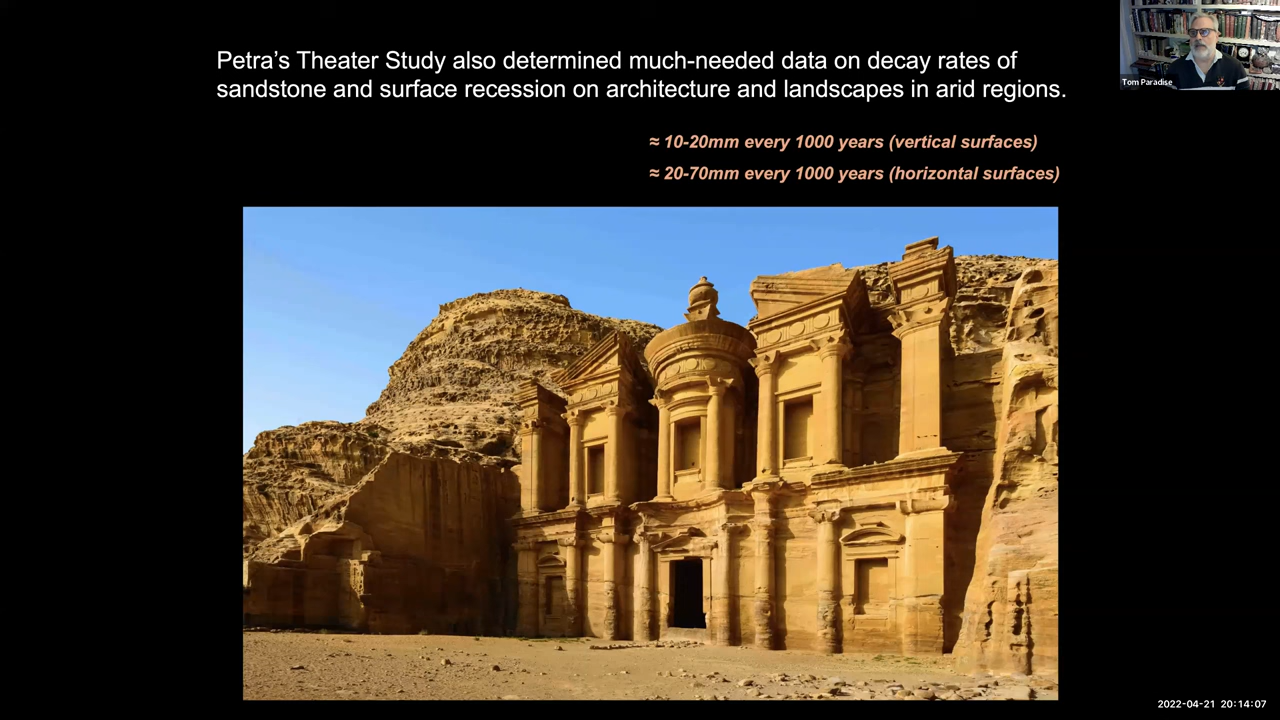 Petra’s Theater Study also determined much-needed data on decay rates of
sandstone and surface recession on architecture and landscapes in arid regions.
≈ 10-20mm every 1000 years (vertical surfaces)
≈ 20-70mm every 1000 years (horizontal surfaces)
Tom Paradise
2022-04-21 20:14:07